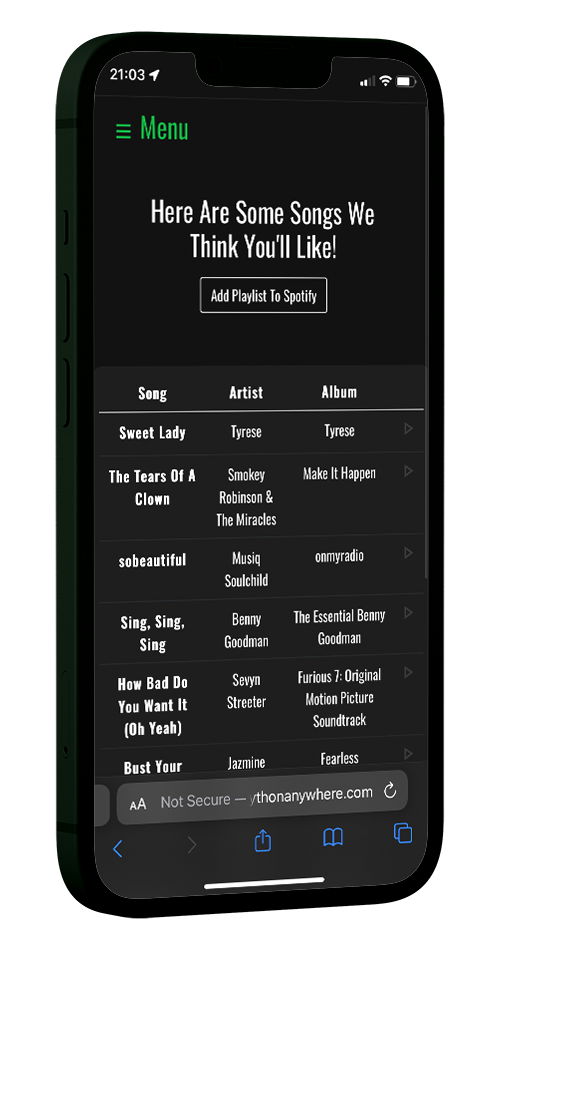 21:03
Menu
Here Are Some Songs We
Think You'll Like!
Add Playlist To Spotify
Song Artist Album
Sweet Lady Tyrese Tyrese
The Tears Of A Clown Smokey Robinson & The Miracles Make It Happen
sobeautiful Musiq Soulchild onmyradio
Sing, Sing, Sing Benny Goodman The Essential Benny Goodman
How Bad Do You Want It (Oh Yeah) Sevyn Streeter Furious 7: Original Motion Picture Soundtrack
Bust Your Jazmine Fearless
AA Not Secure — ythonanywhere.com